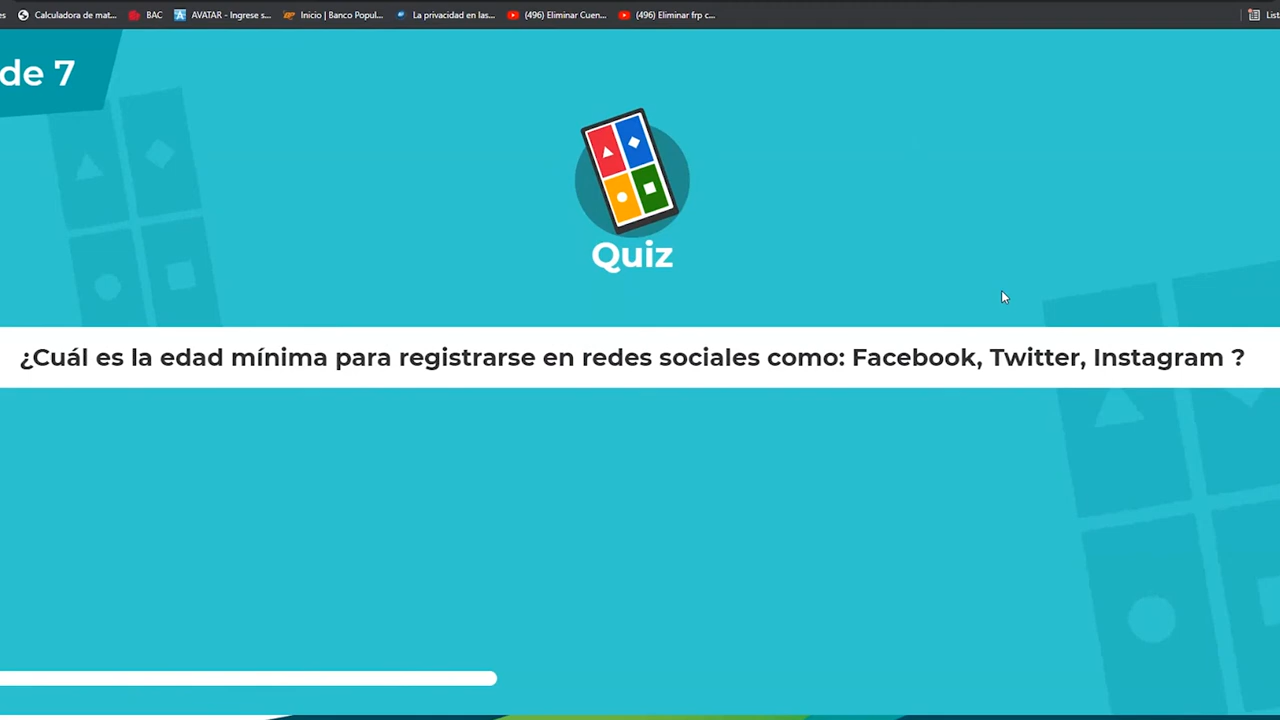 Calculadora de mat...
BAC
AVATAR - Ingrese s...
Inicio | Banco Popul...
La privacidad en las...
(496) Eliminar Cuen...
(496) Eliminar frp c...
de 7
Quiz
¿Cuál es la edad mínima para registrarse en redes sociales como: Facebook, Twitter, Instagram ?